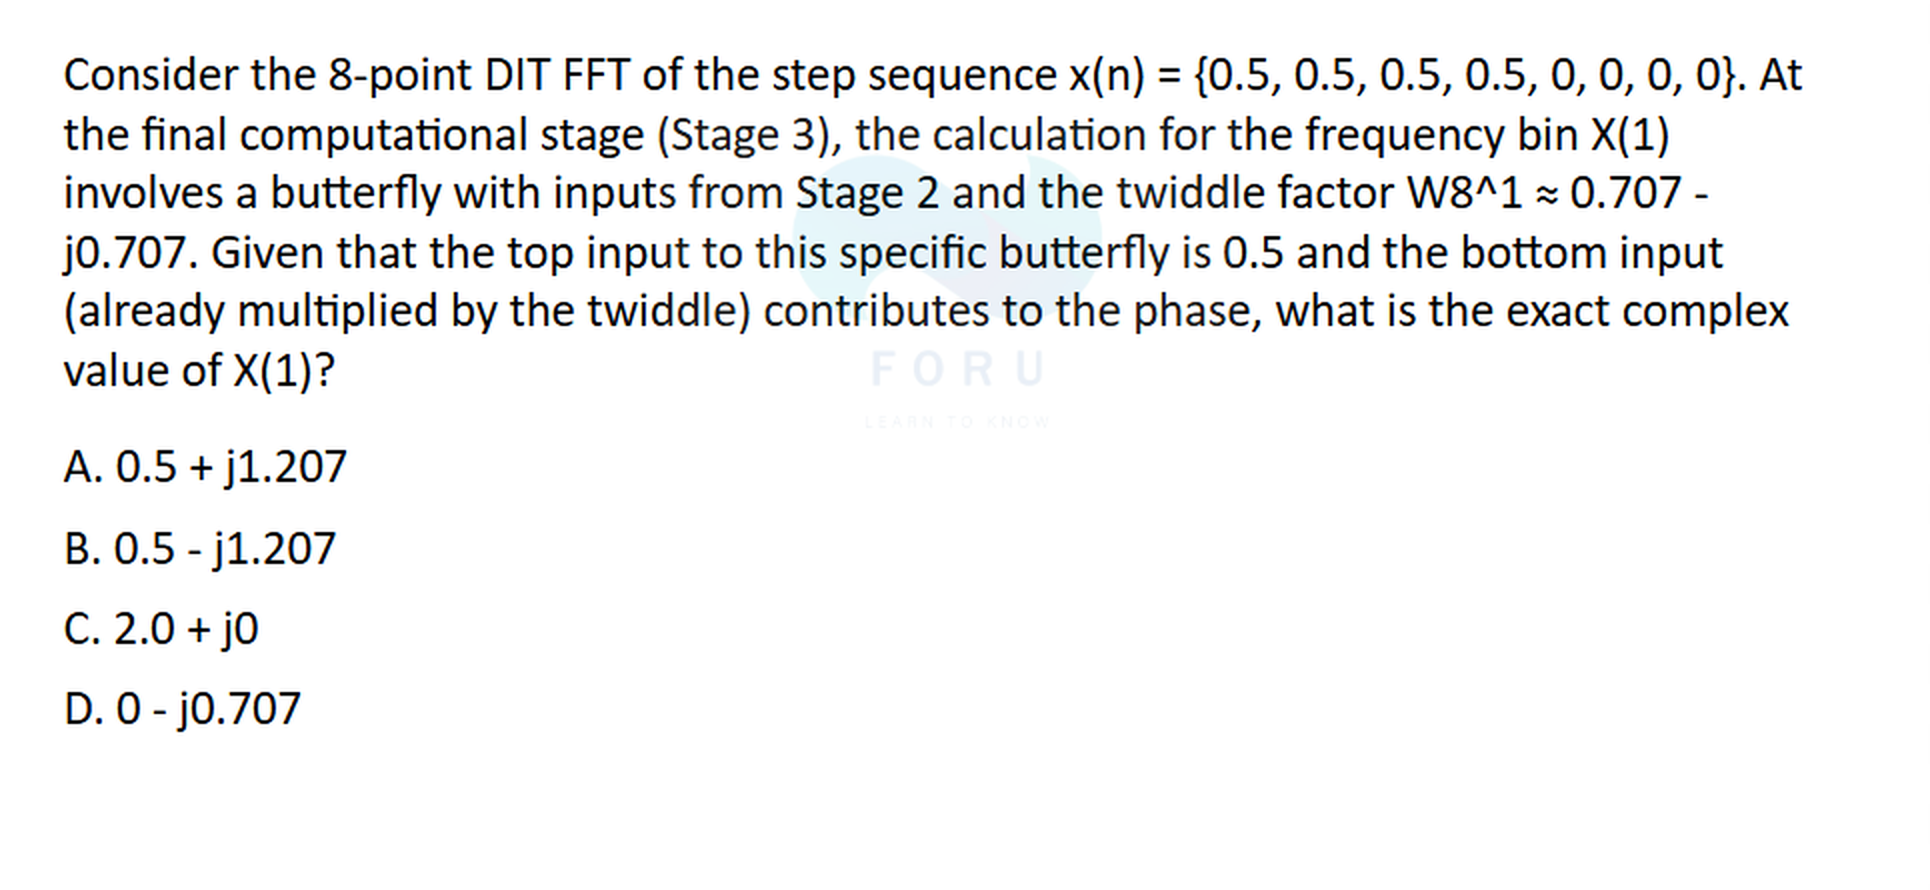 Consider the 8-point DIT FFT of the step sequence x(n) = {0.5, 0.5, 0.5, 0.5, 0, 0, 0, 0}. At
the final computational stage (Stage 3), the calculation for the frequency bin X(1)
involves a butterfly with inputs from Stage 2 and the twiddle factor W8^1 ≈ 0.707 -
j0.707. Given that the top input to this specific butterfly is 0.5 and the bottom input
(already multiplied by the twiddle) contributes to the phase, what is the exact complex
value of X(1)?
FORU
LEARN TO KNOW
A. 0.5 + j1.207
B. 0.5 - j1.207
C. 2.0 + j0
D. 0 - j0.707